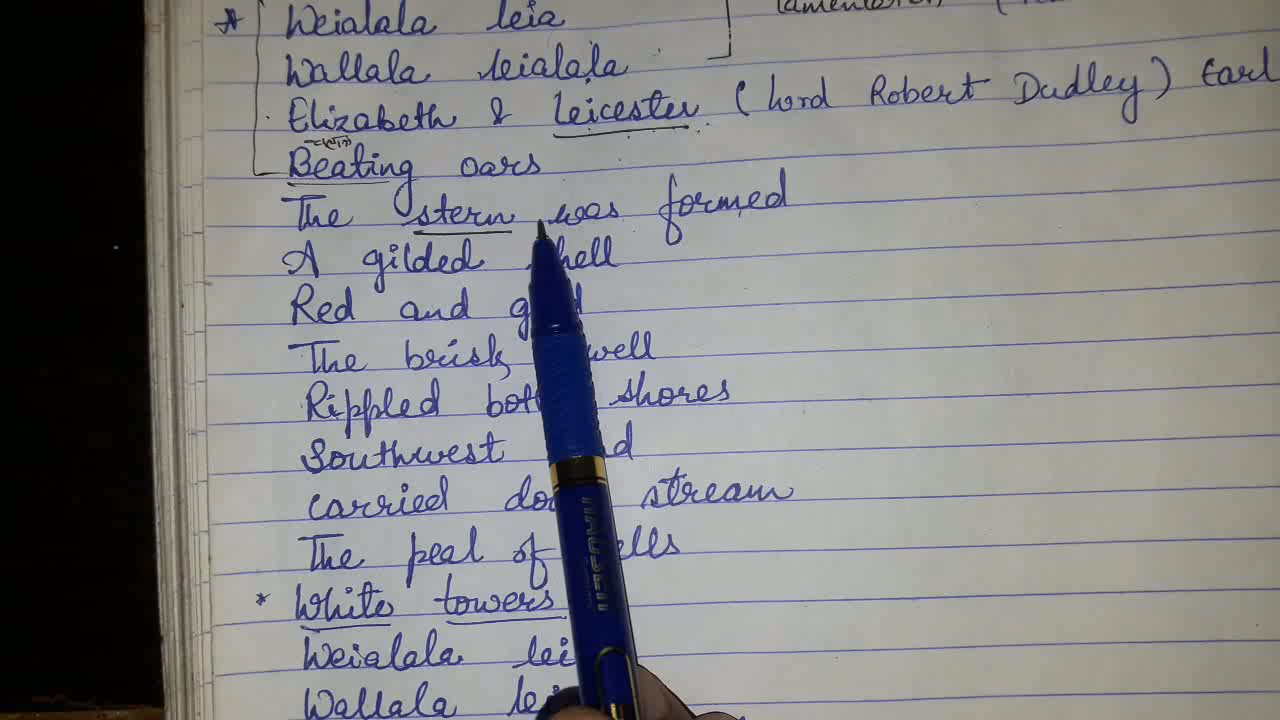 * Weialala leia
Wallala leialala
Elizabeth & Leicester (Lord Robert Dudley) Earl
Beating oars
The stern was formed
A gilded shell
Red and
The brisk
Rippled shores
Southwest
carried stream
The peal of
* White towers
Weialala
Wallala